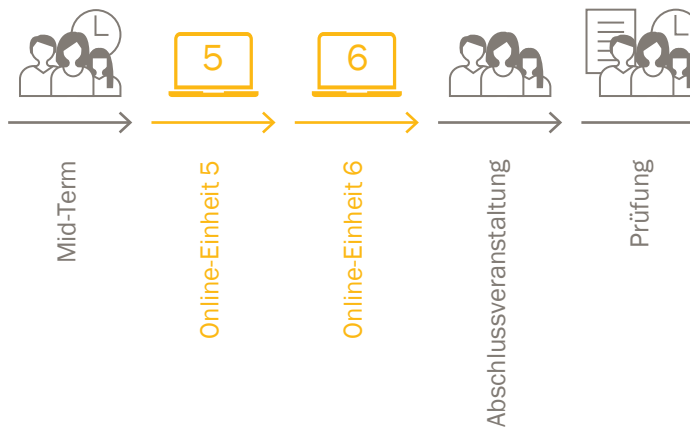 5
6
Mid-Term
Online-Einheit 5
Online-Einheit 6
Abschlussveranstaltung
Prüfung